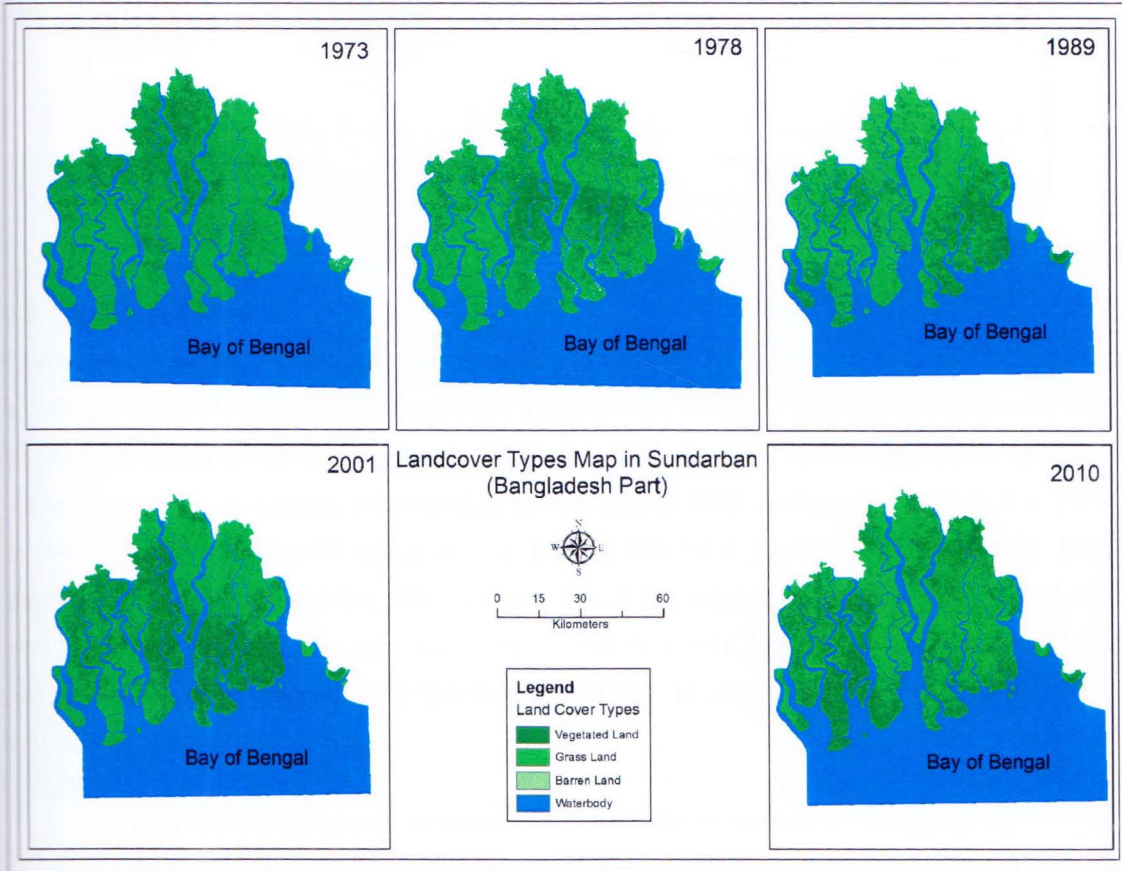 1973
Bay of Bengal
1978
Bay of Bengal
1989
Bay of Bengal
2001
Bay of Bengal
Landcover Types Map in Sundarban
(Bangladesh Part)
N
W E
S
0 15 30 60
Kilometers
Legend
Land Cover Types
Vegetated Land
Grass Land
Barren Land
Waterbody
2010
Bay of Bengal